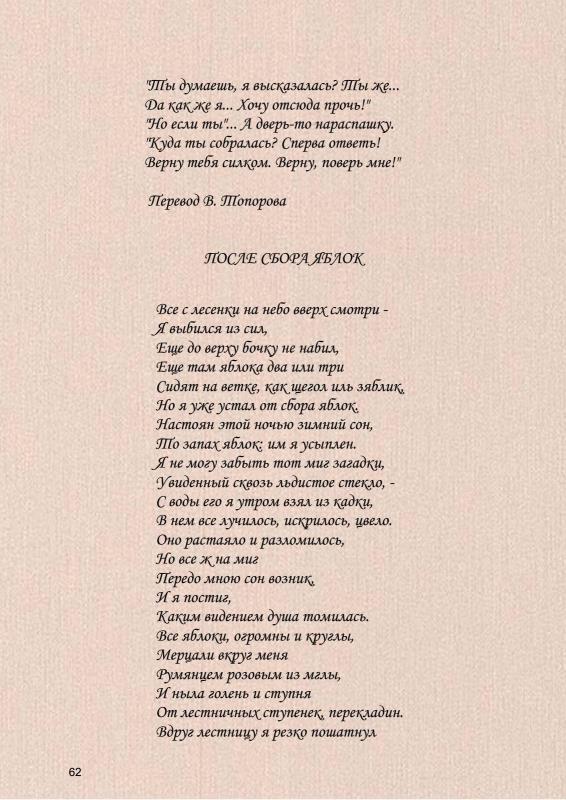 "Ты думаешь, я высказалась? Ты же...
Да как же я... Хочу отсюда прочь!"
"Но если ты"... А дверь-то нараспашку.
"Куда ты собралась? Сперва ответь!
Верну тебя силком. Верну, поверь мне!"
Перевод В. Топорова
ПОСЛЕ СБОРА ЯБЛОК
Все с лесенки на небо вверх смотри -
Я выбился из сил,
Еще до верху бочку не набил,
Еще там яблока два или три
Сидят на ветке, как щегол иль зяблик,
Но я уже устал от сбора яблок.
Настоян этой ночью зимний сон,
То запах яблок: им я усыплен.
Я не могу забыть тот миг загадки,
Увиденный сквозь льдистое стекло, -
С воды его я утром взял из кадки,
В нем все лучилось, искрилось, цвело.
Оно растаяло и разломилось,
Но все ж на миг
Передо мною сон возник,
И я постиг,
Каким видением душа томилась.
Все яблоки, огромны и круглы,
Мерцали вкруг меня
Румянцем розовым из мглы,
И ныла голень и ступня
От лестничных ступенек, перекладин.
Вдруг лестницу я резко пошатнул
62